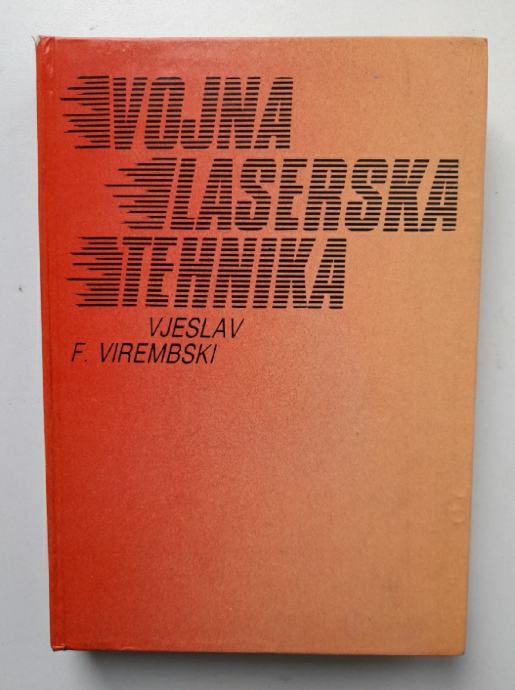 VOJNA
LASERSKA
TEHNIKA
VJESLAV
F. VIREMBSKI